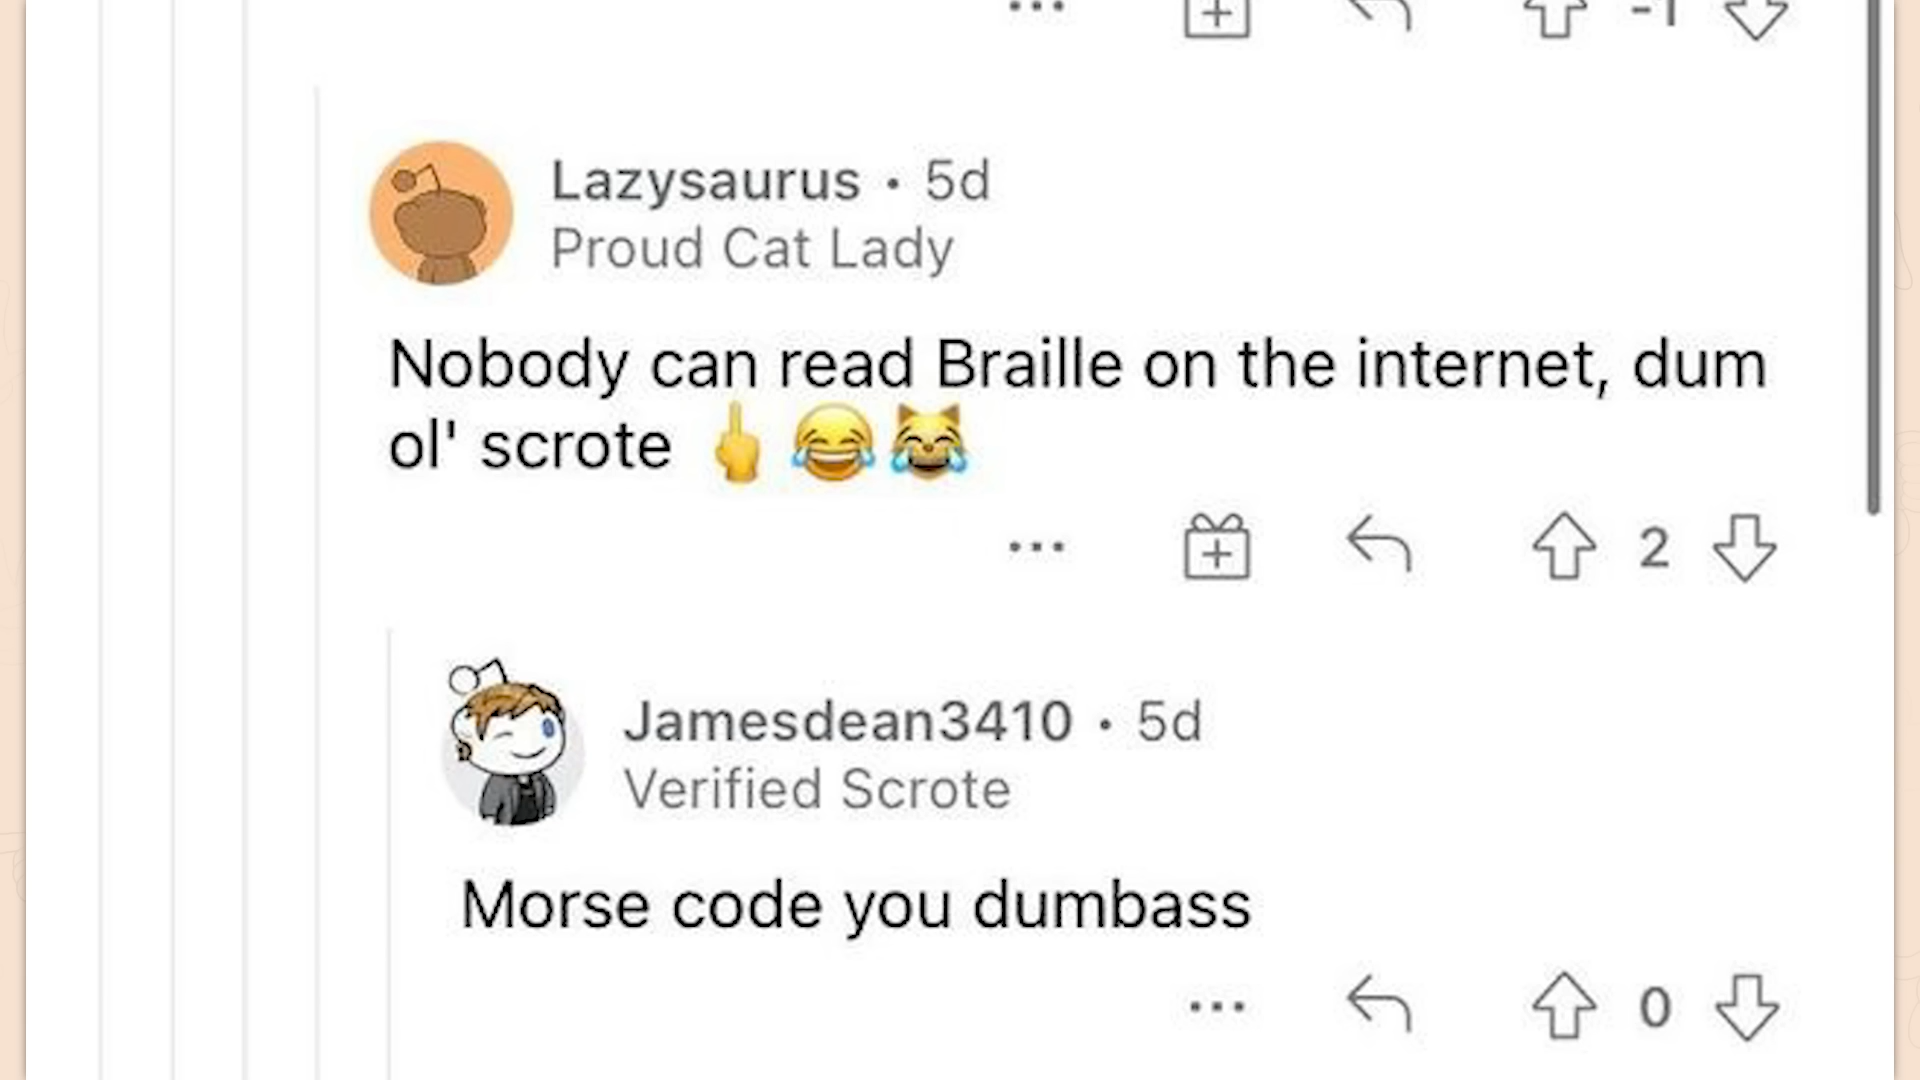 -1
Lazysaurus • 5d
Proud Cat Lady
Nobody can read Braille on the internet, dum
ol' scrote 🖕😂😹
2
Jamesdean3410 • 5d
Verified Scrote
Morse code you dumbass
0